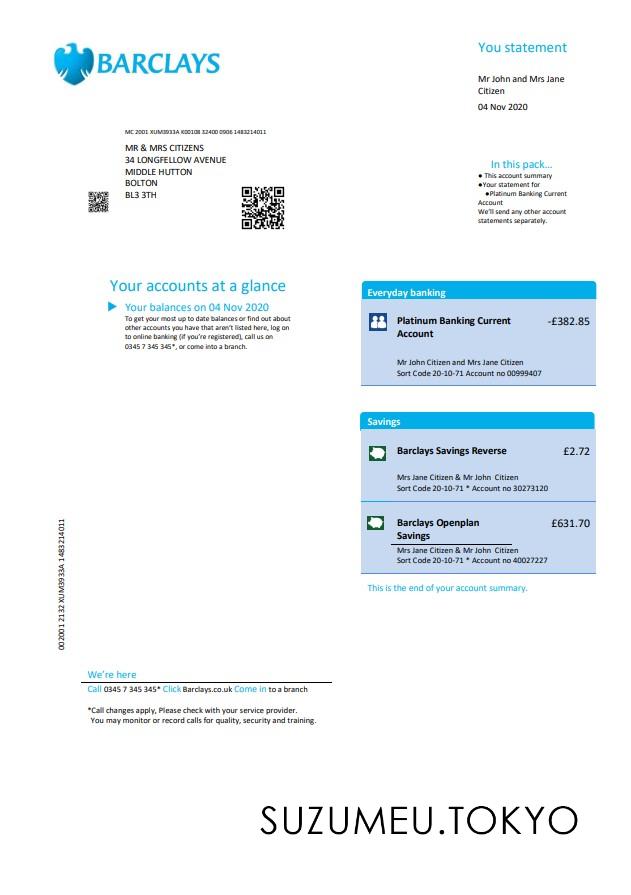 BARCLAYS
You statement
Mr John and Mrs Jane
Citizen
04 Nov 2020
MC 2001 XUM3933A K00108 32400 0906 1483214011
MR & MRS CITIZENS
34 LONGFELLOW AVENUE
MIDDLE HUTTON
BOLTON
BL3 3TH
In this pack...
● This account summary
●Your statement for
●Platinum Banking Current
Account
We'll send any other account
statements separately.
Your accounts at a glance
Your balances on 04 Nov 2020
To get your most up to date balances or find out about
other accounts you have that aren't listed here, log on
to online banking (if you're registered), call us on
0345 7 345 345*, or come into a branch.
Everyday banking
Platinum Banking Current -£382.85
Account
Mr John Citizen and Mrs Jane Citizen
Sort Code 20-10-71 Account no 00999407
Savings
Barclays Savings Reverse £2.72
Mrs Jane Citizen & Mr John Citizen
Sort Code 20-10-71 * Account no 30273120
Barclays Openplan £631.70
Savings
Mrs Jane Citizen & Mr John Citizen
Sort Code 20-10-71 * Account no 40027227
This is the end of your account summary.
002001 2132 XUM3933A 1483214011
We're here
Call 0345 7 345 345* Click Barclays.co.uk Come in to a branch
*Call changes apply, Please check with your service provider.
You may monitor or record calls for quality, security and training.
SUZUMEU.TOKYO